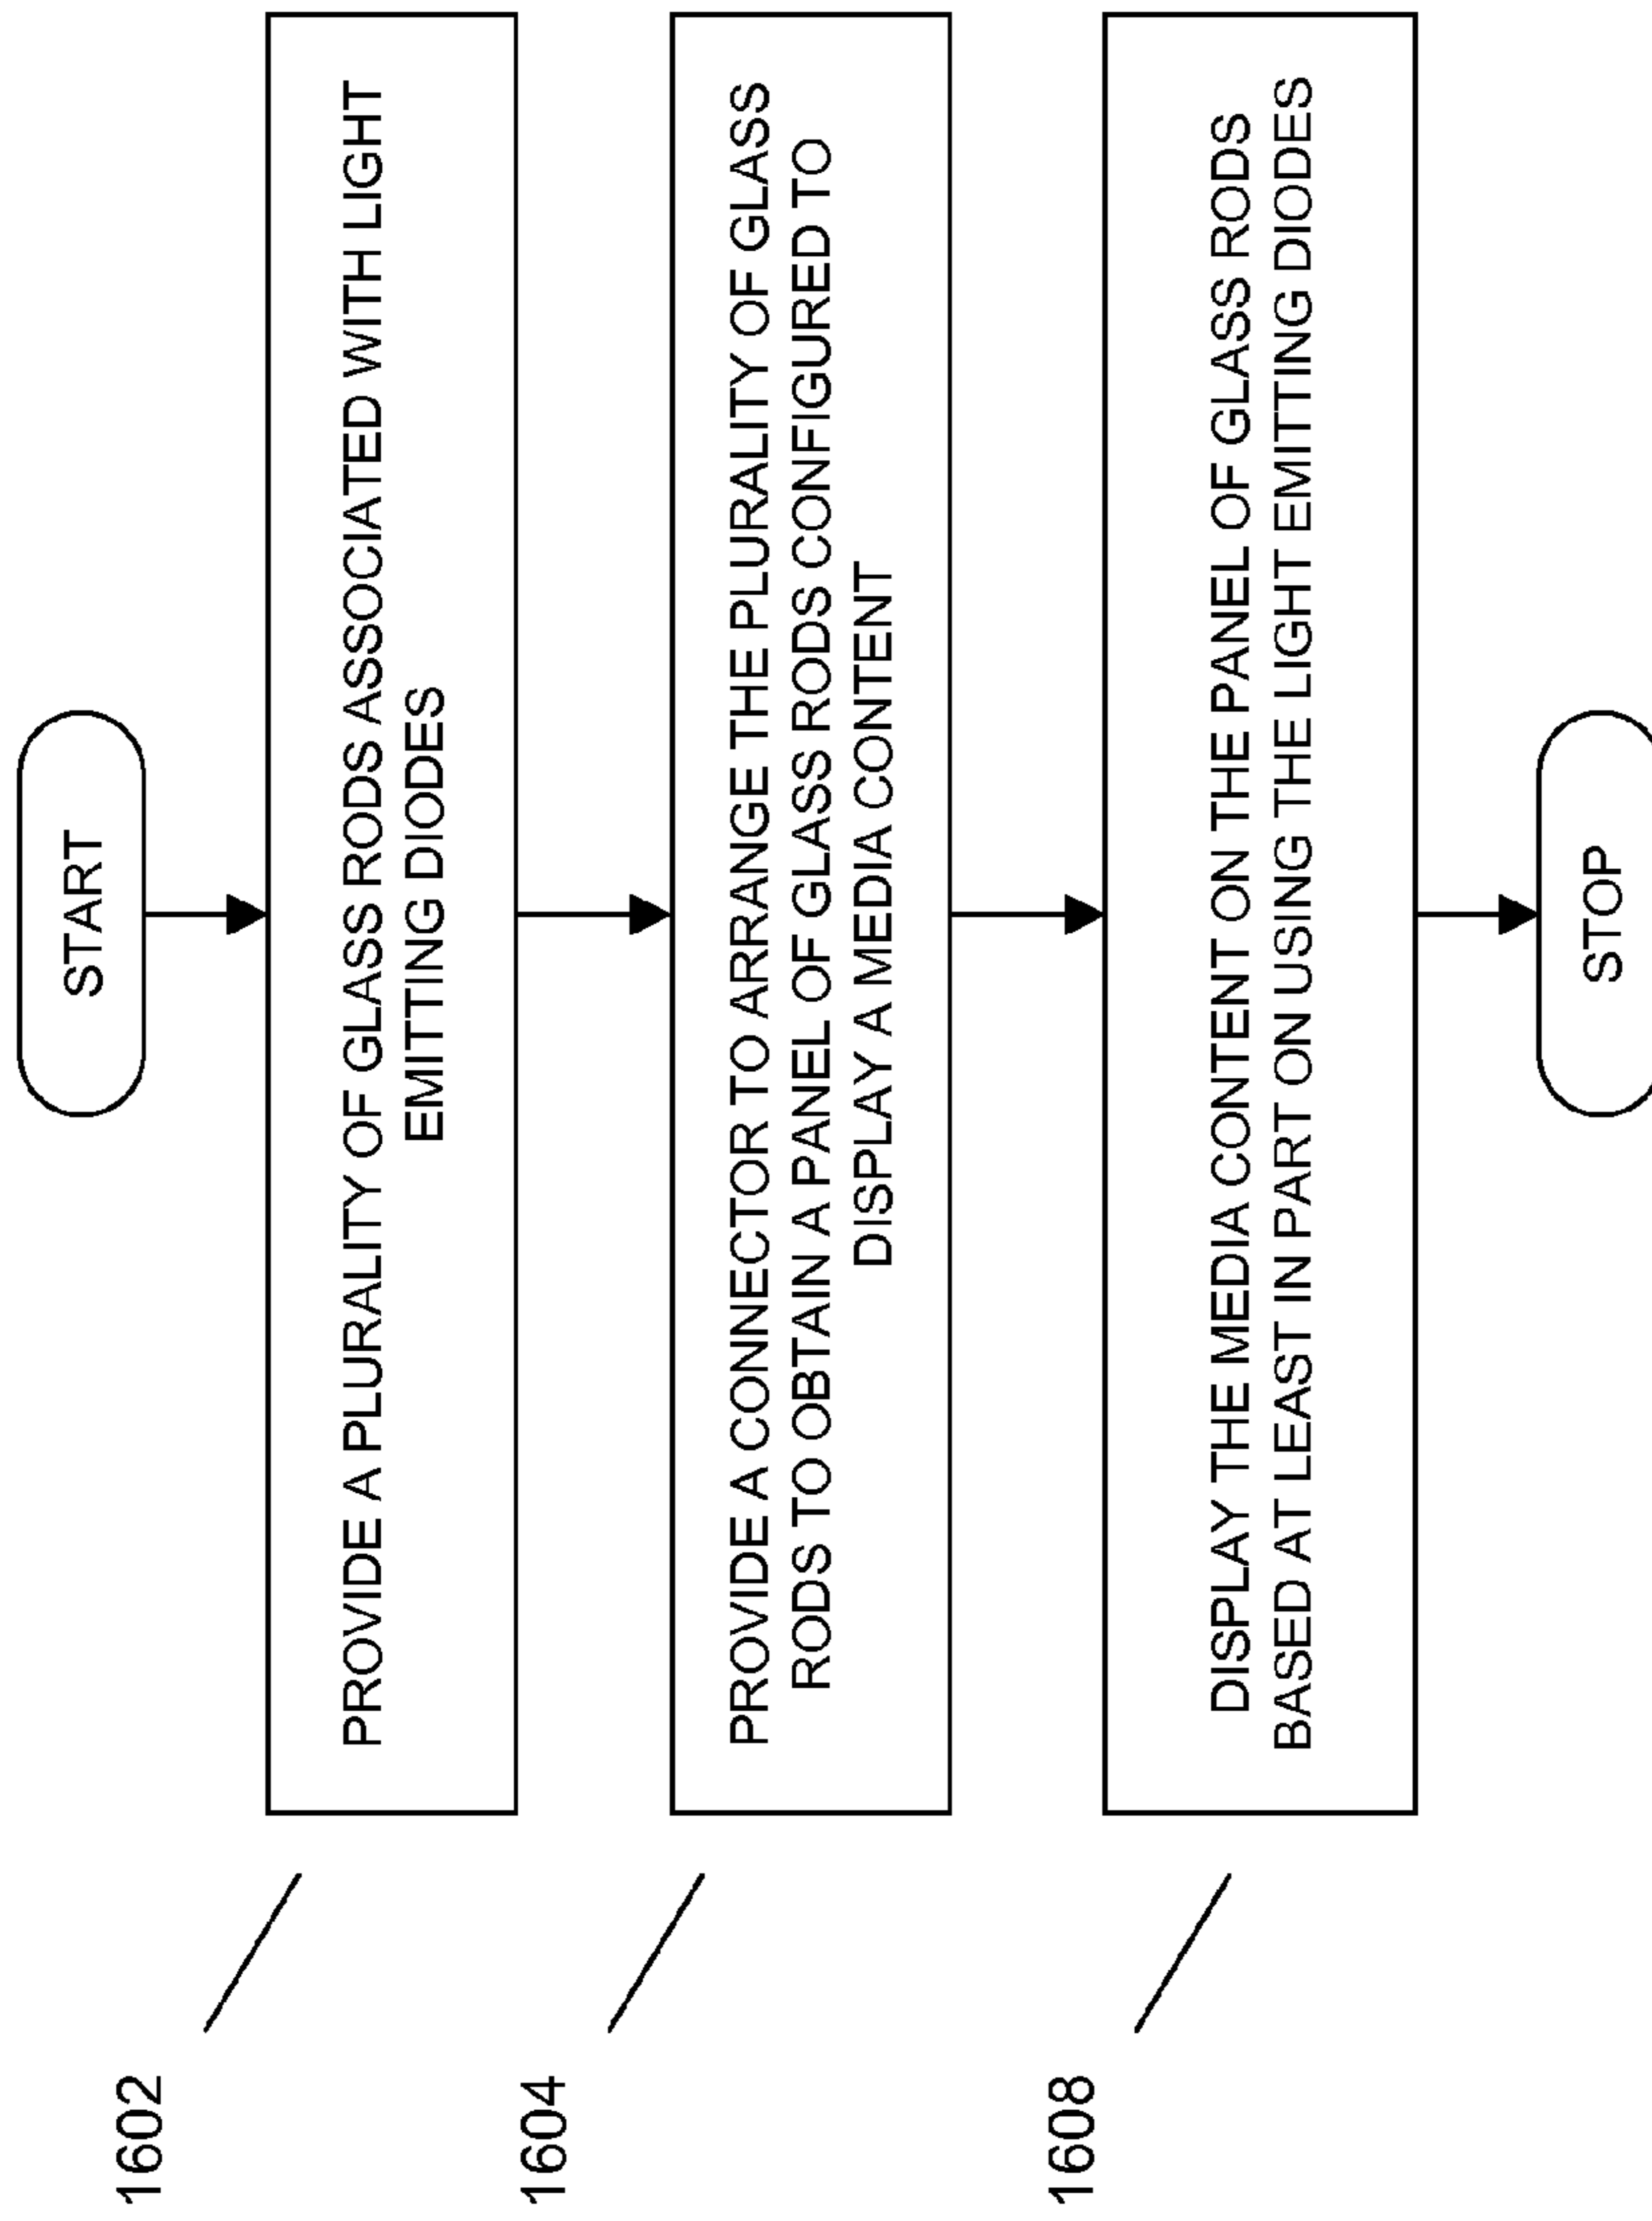 START
1602
PROVIDE A PLURALITY OF GLASS RODS ASSOCIATED WITH LIGHT
EMITTING DIODES
1604
PROVIDE A CONNECTOR TO ARRANGE THE PLURALITY OF GLASS
RODS TO OBTAIN A PANEL OF GLASS RODS CONFIGURED TO
DISPLAY A MEDIA CONTENT
1608
DISPLAY THE MEDIA CONTENT ON THE PANEL OF GLASS RODS
BASED AT LEAST IN PART ON USING THE LIGHT EMITTING DIODES
STOP